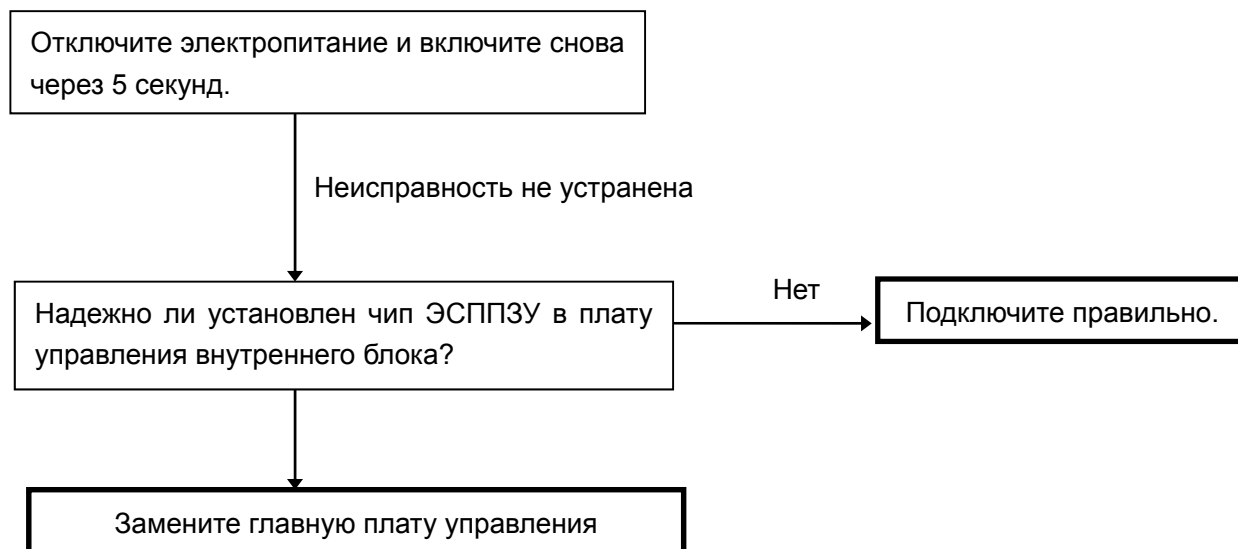 Отключите электропитание и включите снова
через 5 секунд.
Неисправность не устранена
Надежно ли установлен чип ЭСППЗУ в плату
управления внутреннего блока?
Нет
Подключите правильно.
Замените главную плату управления